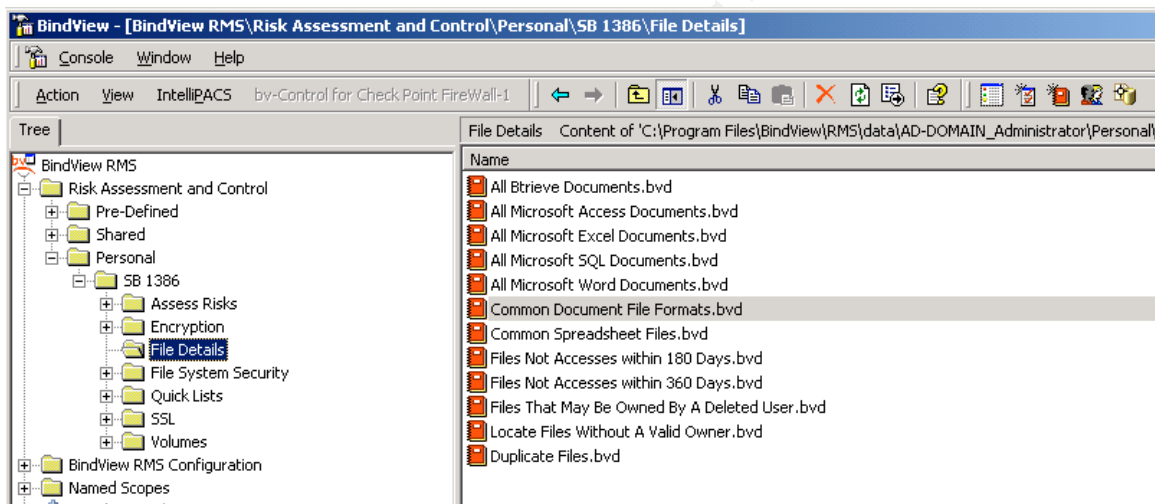 BindView - [BindView RMS\Risk Assessment and Control\Personal\SB 1386\File Details]
Console Window Help
Action View IntelliPACS bv-Control for Check Point FireWall-1
Tree
File Details Content of 'C:\Program Files\BindView\RMS\data\AD-DOMAIN_Administrator\Personal\
Name
BindView RMS
Risk Assessment and Control
Pre-Defined
Shared
Personal
SB 1386
Assess Risks
Encryption
File Details
File System Security
Quick Lists
SSL
Volumes
BindView RMS Configuration
Named Scopes
All Btrieve Documents.bvd
All Microsoft Access Documents.bvd
All Microsoft Excel Documents.bvd
All Microsoft SQL Documents.bvd
All Microsoft Word Documents.bvd
Common Document File Formats.bvd
Common Spreadsheet Files.bvd
Files Not Accesses within 180 Days.bvd
Files Not Accesses within 360 Days.bvd
Files That May Be Owned By A Deleted User.bvd
Locate Files Without A Valid Owner.bvd
Duplicate Files.bvd